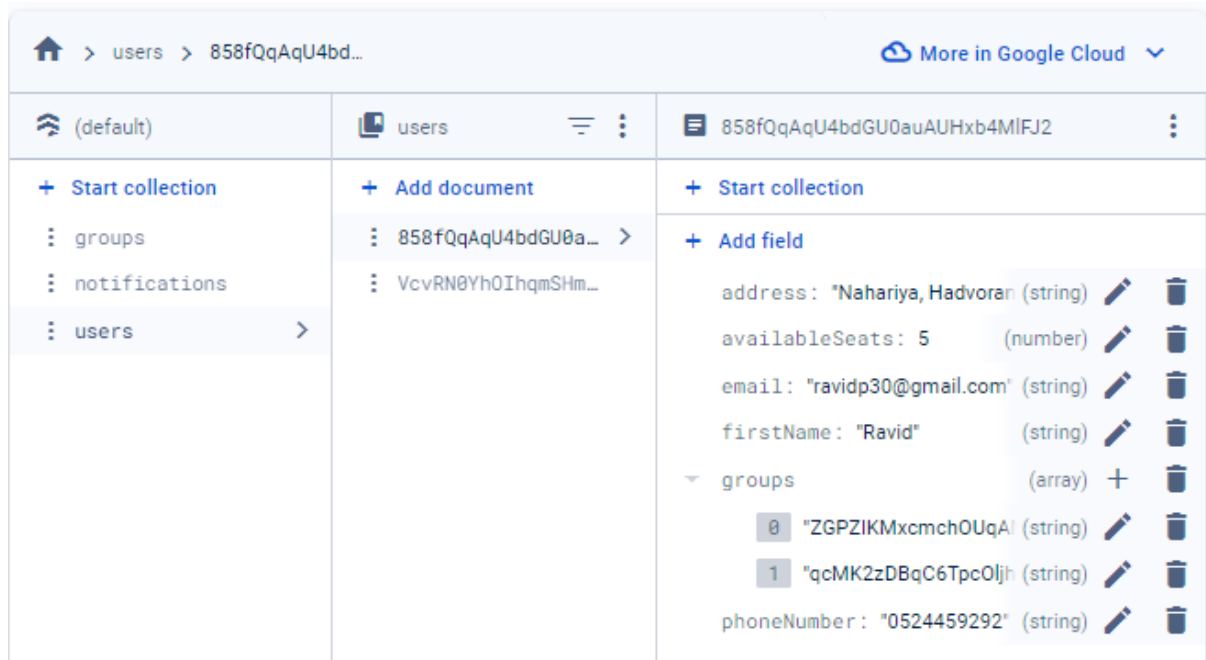 users > 858fQqAqU4bd…
More in Google Cloud
(default)
Start collection
groups
notifications
users
users
Add document
858fQqAqU4bdGU0a…
VcvRN0YhOIhqmSHm…
858fQqAqU4bdGU0auAUHxb4MlFJ2
Start collection
Add field
address: "Nahariya, Hadvoran (string)
availableSeats: 5 (number)
email: "ravidp30@gmail.com" (string)
firstName: "Ravid" (string)
groups (array)
0 "ZGPZIKMxcmchOUqA (string)
1 "qcMK2zDBqC6TpcOljh (string)
phoneNumber: "0524459292" (string)